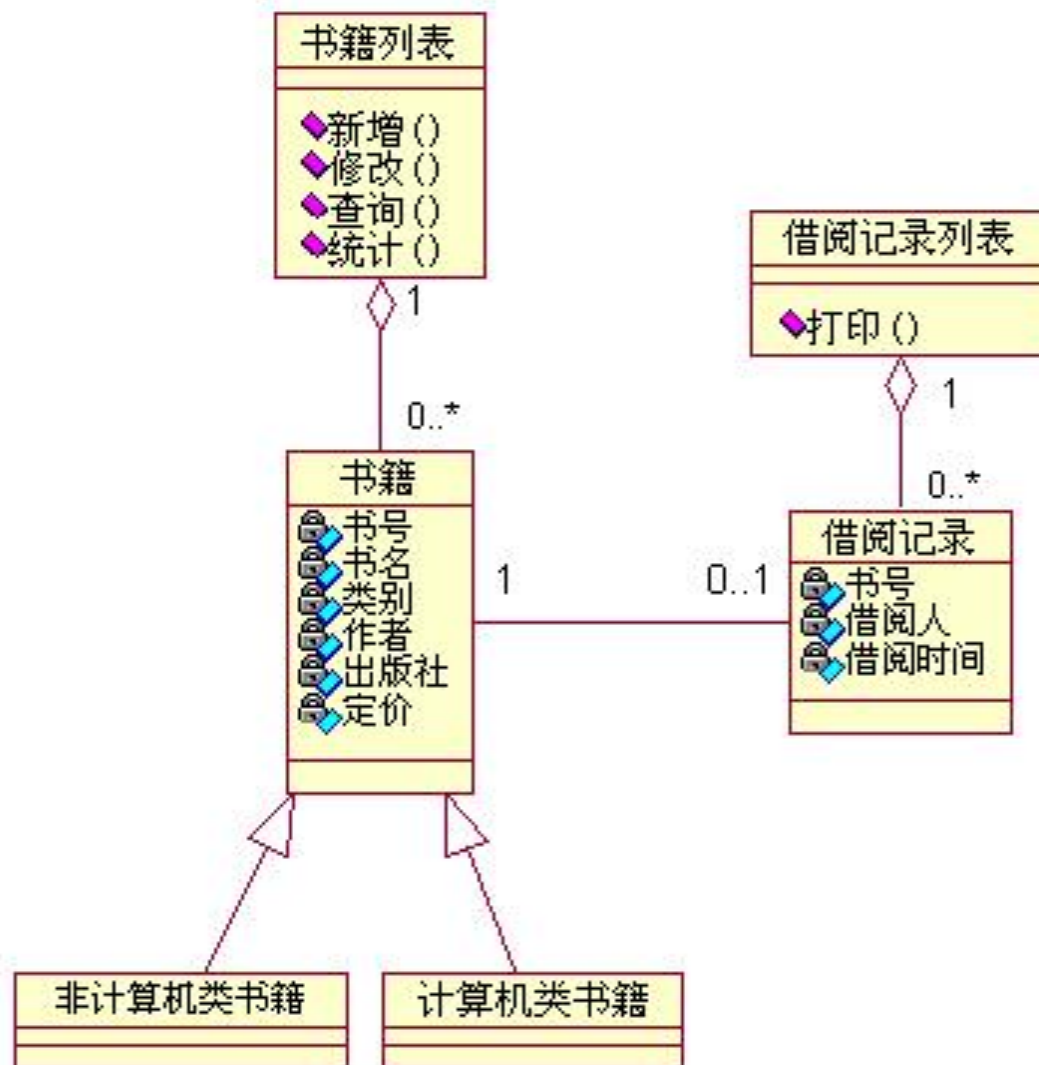 书籍列表
新增()
修改()
查询()
统计()
1
0..*
书籍
书号
书名
类别
作者
出版社
定价
1
0..1
借阅记录列表
打印()
1
0..*
借阅记录
书号
借阅人
借阅时间
非计算机类书籍
计算机类书籍